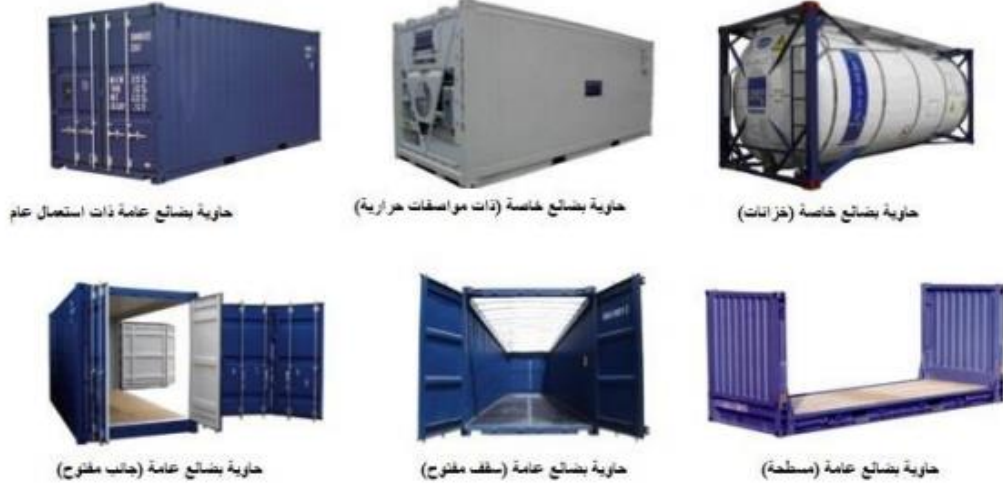 حاوية بضائع خاصة (خزانات)
حاوية بضائع خاصة (ذات مواصفات حرارية)
حاوية بضائع عامة ذات استعمال عام
حاوية بضائع عامة (مسطحة)
حاوية بضائع عامة (سقف مفتوح)
حاوية بضائع عامة (جانب مفتوح)